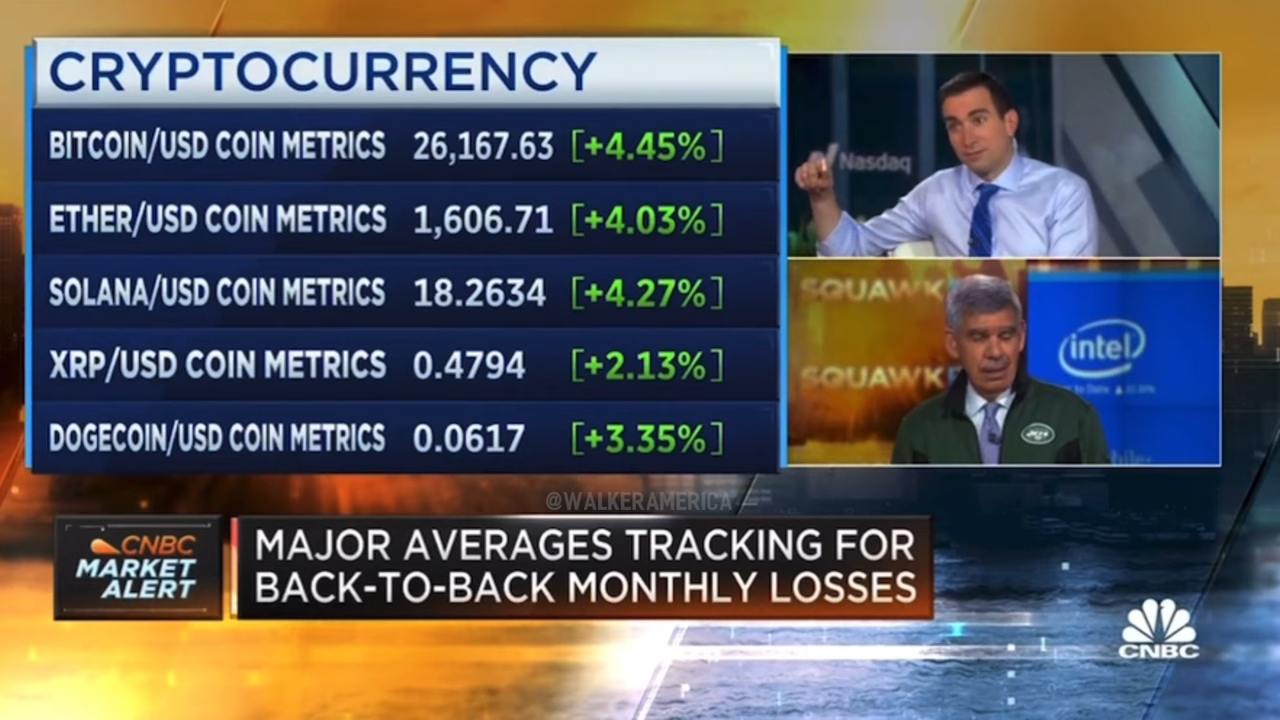 CRYPTOCURRENCY
BITCOIN/USD COIN METRICS 26,167.63 [+4.45%]
ETHER/USD COIN METRICS 1,606.71 [+4.03%]
SOLANA/USD COIN METRICS 18.2634 [+4.27%]
XRP/USD COIN METRICS 0.4794 [+2.13%]
DOGECOIN/USD COIN METRICS 0.0617 [+3.35%]
Nasdaq
SQUAWK
SQUAWK
intel
to Date
JETS
@WALKERAMERICA
CNBC
MARKET
ALERT
MAJOR AVERAGES TRACKING FOR
BACK-TO-BACK MONTHLY LOSSES
CNBC